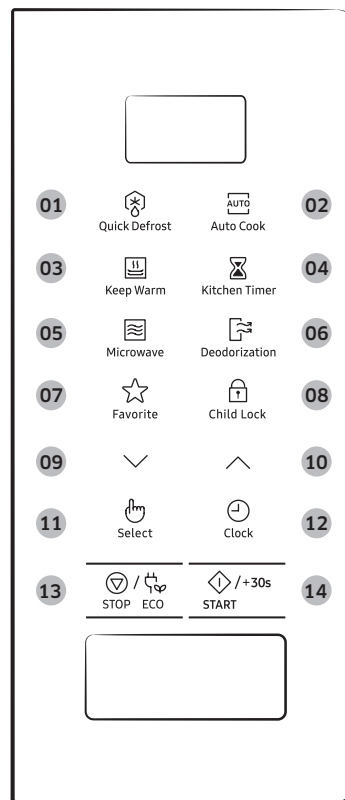 01 02
AUTO
Quick Defrost Auto Cook
03 04
Keep Warm Kitchen Timer
05 06
Microwave Deodorization
07 08
Favorite Child Lock
09 10
11 12
Select Clock
13 / /+30s 14
STOP ECO START